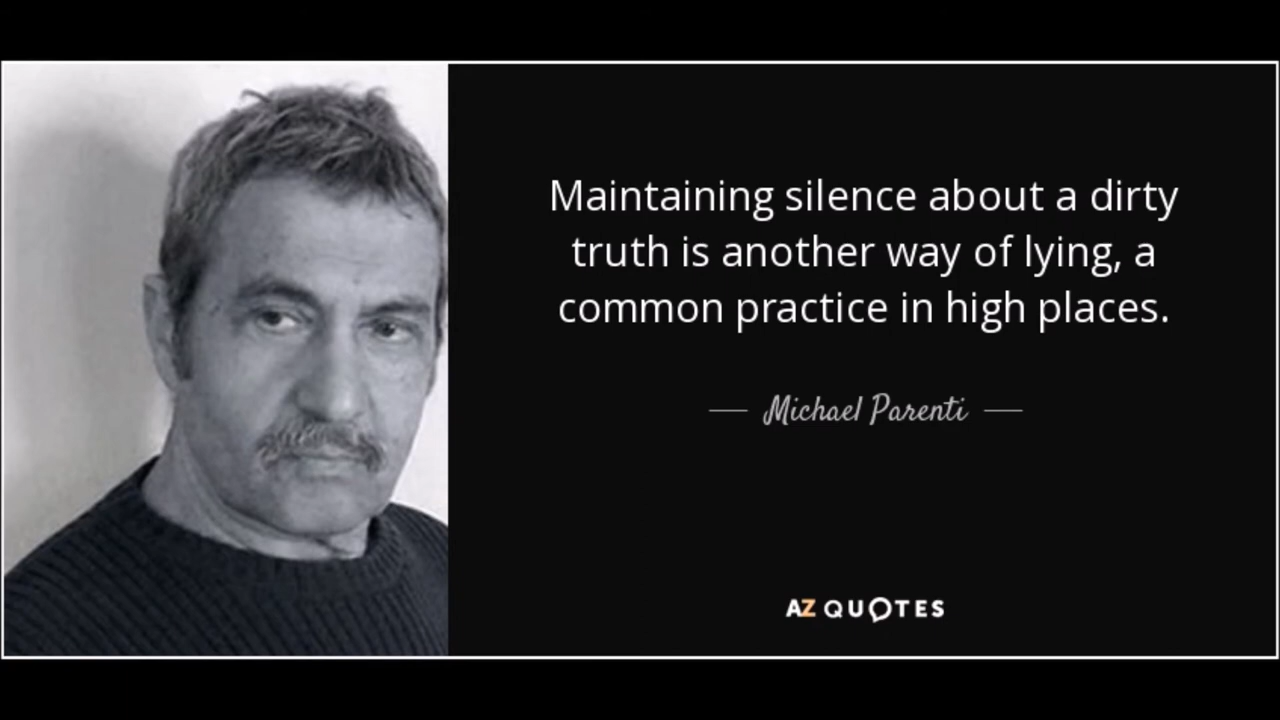 Maintaining silence about a dirty
truth is another way of lying, a
common practice in high places.
Michael Parenti
AZ QUOTES